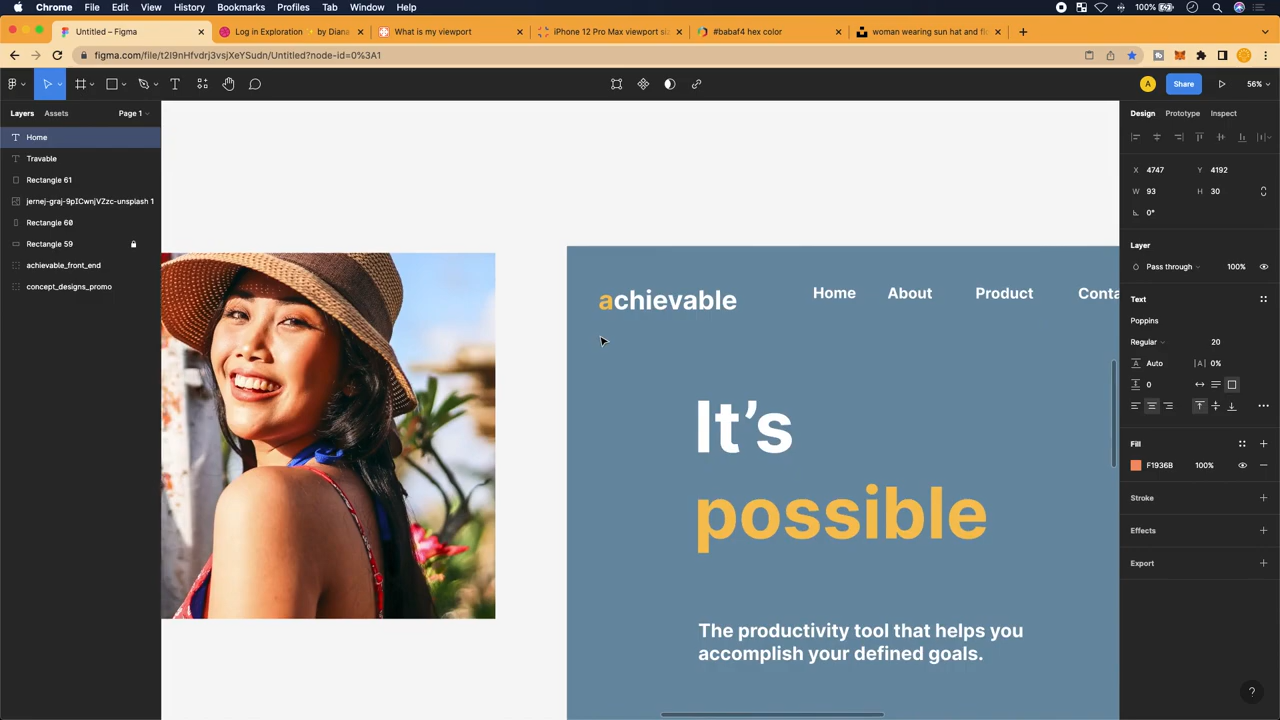 Chrome File Edit View History Bookmarks Profiles Tab Window Help 100%
Untitled – Figma
Log in Exploration by Diana
What is my viewport
iPhone 12 Pro Max viewport si
#babaf4 hex color
woman wearing sun hat and fl
figma.com/file/t2I9nHfvdrj3vsjXeYSudn/Untitled?node-id=0%3A1
A Share 56%
Layers Assets Page 1
Design Prototype Inspect
Home
Travable
Rectangle 61
jernej-graj-9pICwnjVZzc-unsplash 1
Rectangle 60
Rectangle 59
achievable_front_end
concept_designs_promo
achievable
Home About Product Conta
It's
possible
The productivity tool that helps you
accomplish your defined goals.
X 4747 Y 4192
W 93 H 30
0°
Layer
Pass through 100%
Text
Poppins
Regular 20
Auto |A| 0%
0
Fill
F1936B 100%
Stroke
Effects
Export
?